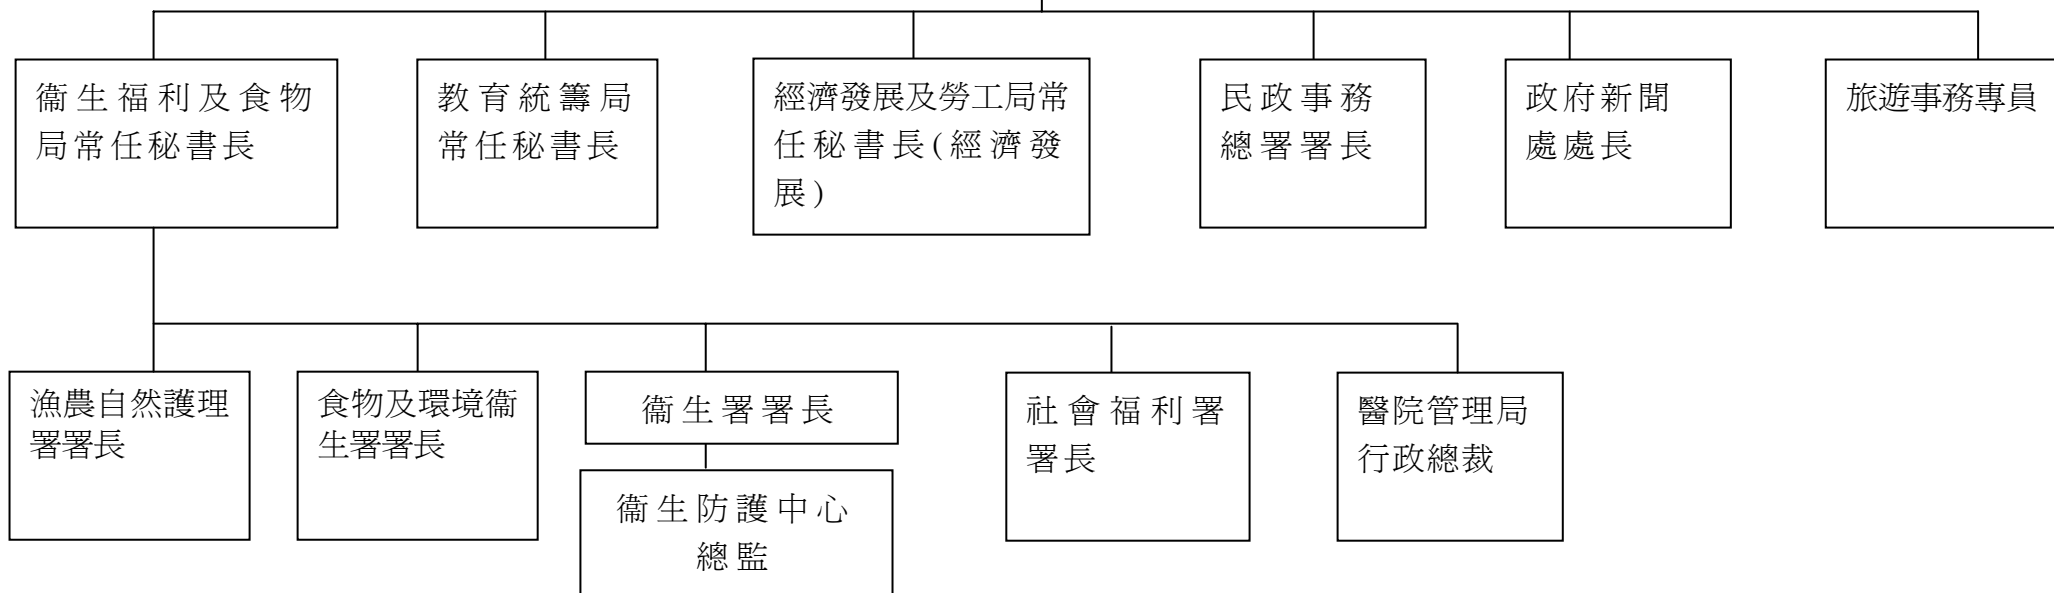 衞生福利及食物
局常任秘書長
教育統籌局
常任秘書長
經濟發展及勞工局常
任秘書長(經濟發
展)
民政事務
總署署長
政府新聞
處處長
旅遊事務專員
漁農自然護理
署署長
食物及環境衞
生署署長
衞生署署長
衞生防護中心
總監
社會福利署
署長
醫院管理局
行政總裁